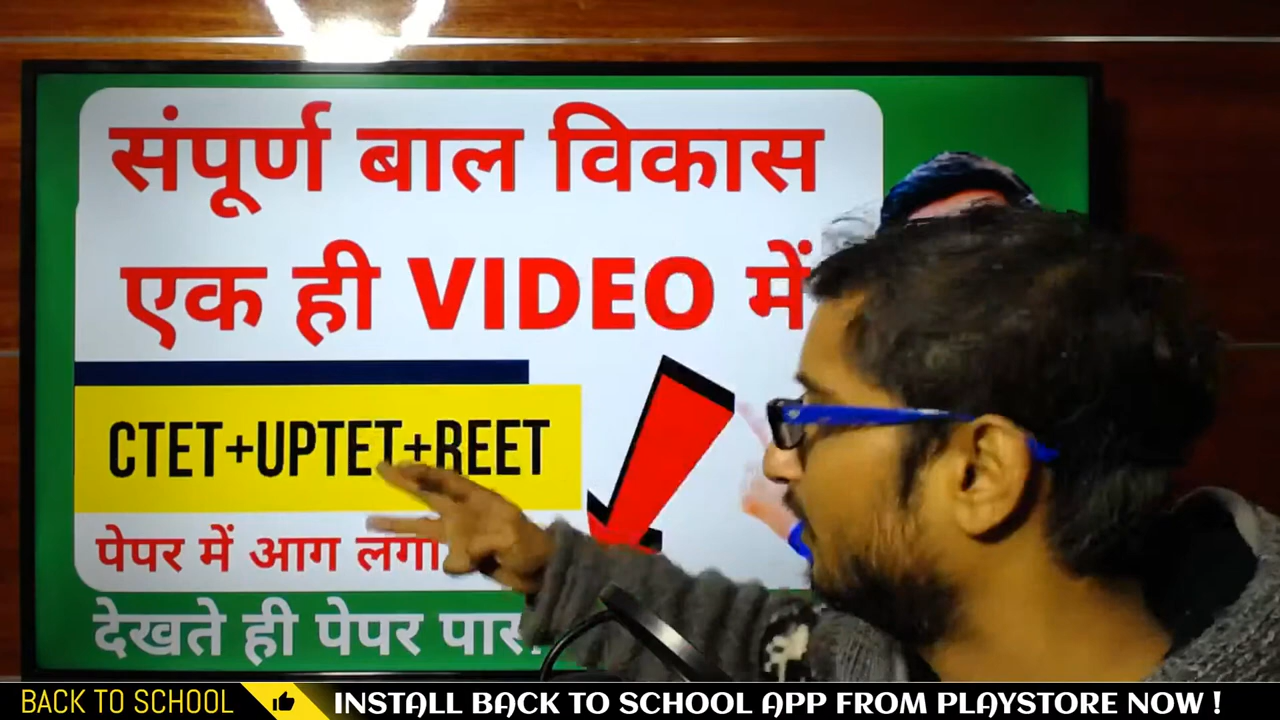 संपूर्ण बाल विकास
एक ही VIDEO में
CTET+UPTET+REET
पेपर में आग लगा
देखते ही पेपर पास
BACK TO SCHOOL
INSTALL BACK TO SCHOOL APP FROM PLAYSTORE NOW !